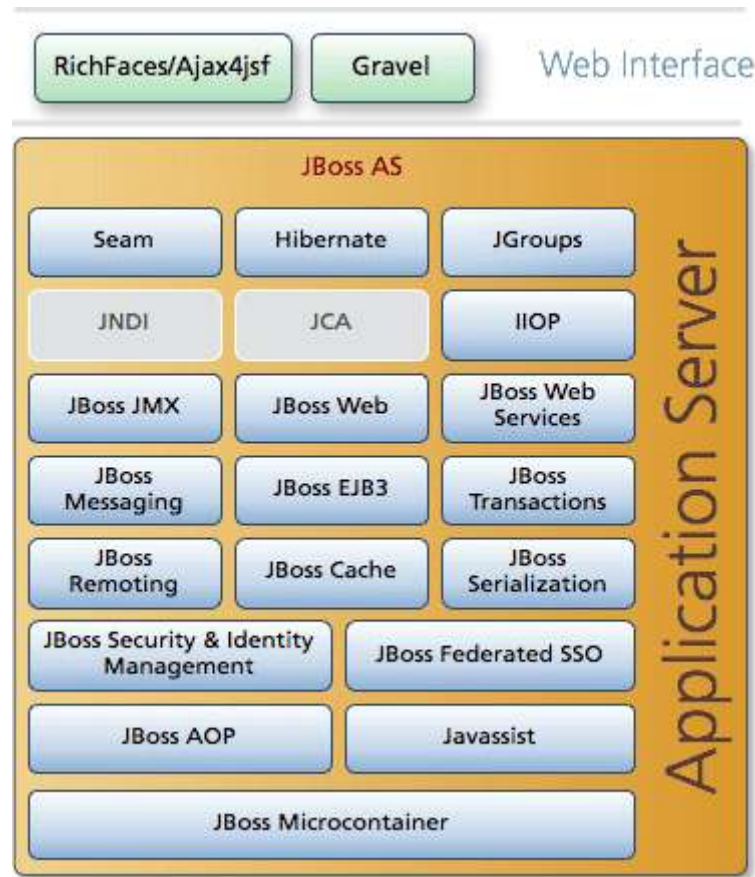 RichFaces/Ajax4jsf
Gravel
Web Interface
JBoss AS
Seam
Hibernate
JGroups
JNDI
JCA
IIOP
JBoss JMX
JBoss Web
JBoss Web
Services
JBoss
Messaging
JBoss EJB3
JBoss
Transactions
JBoss
Remoting
JBoss Cache
JBoss
Serialization
JBoss Security & Identity
Management
JBoss Federated SSO
JBoss AOP
Javassist
JBoss Microcontainer
Application Server